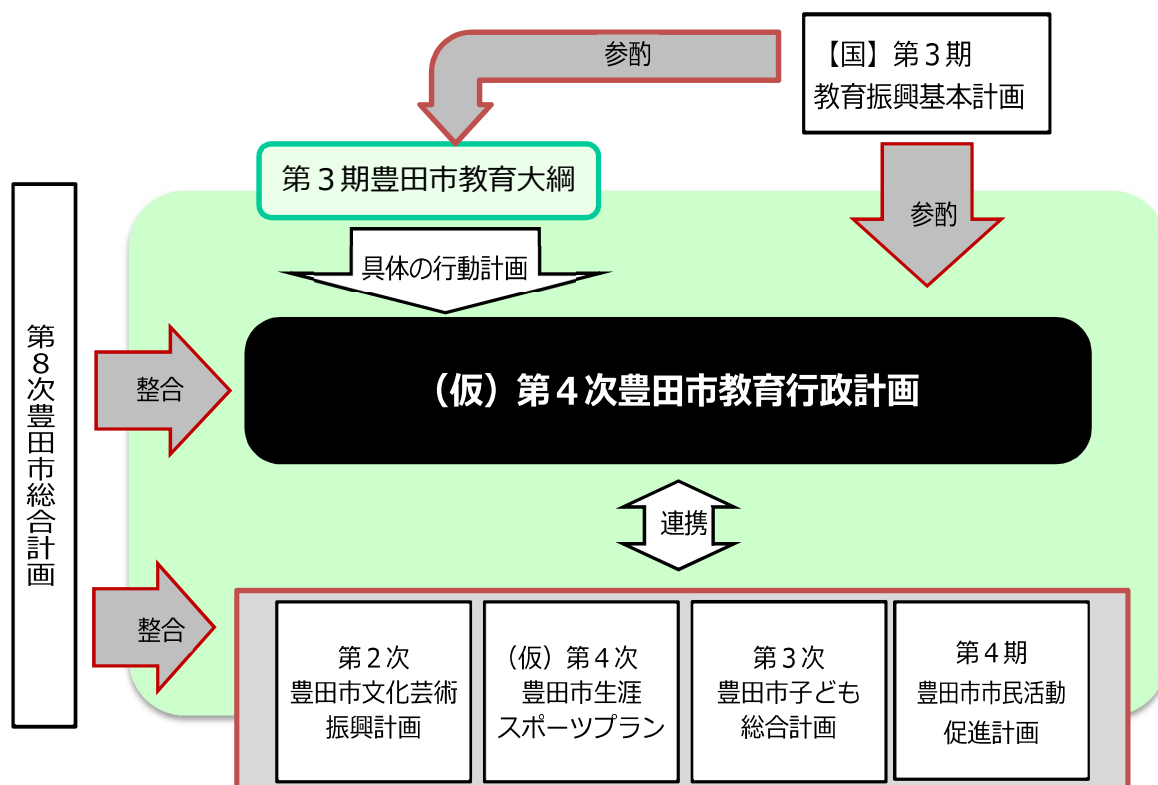 参酌
【国】第３期
教育振興基本計画
第３期豊田市教育大綱
参酌
具体の行動計画
第８次豊田市総合計画
整合
（仮）第４次豊田市教育行政計画
連携
整合
第２次
豊田市文化芸術
振興計画
（仮）第４次
豊田市生涯
スポーツプラン
第３次
豊田市子ども
総合計画
第４期
豊田市市民活動
促進計画